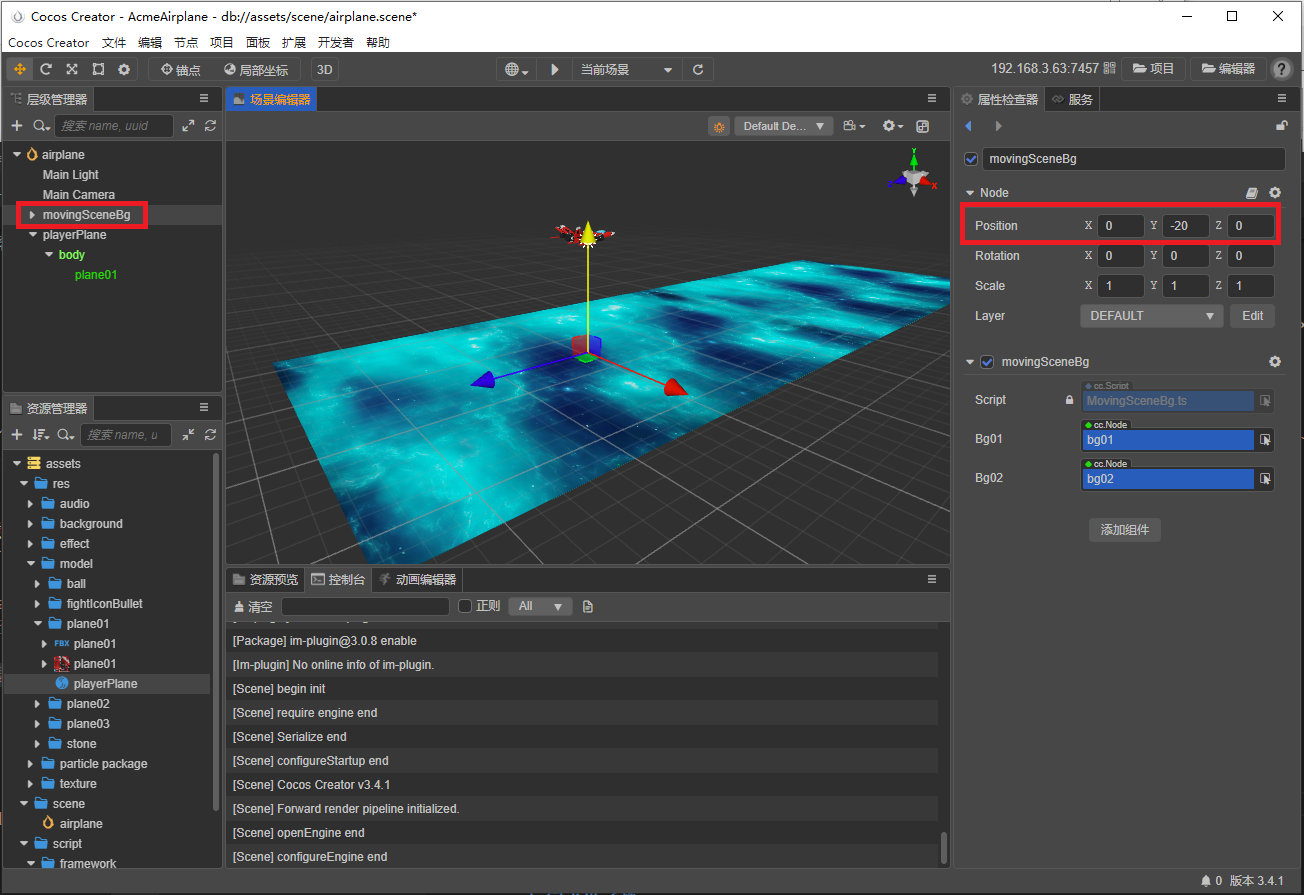 Cocos Creator - AcmeAirplane - db://assets/scene/airplane.scene*
Cocos Creator 文件 编辑 节点 项目 面板 扩展 开发者 帮助
锚点 局部坐标 3D 当前场景 192.168.3.63:7457 项目 编辑器 ?
层级管理器
搜索 name, uuid
airplane
Main Light
Main Camera
movingSceneBg
playerPlane
body
plane01
资源管理器
搜索 name, u
assets
res
audio
background
effect
model
ball
fightIconBullet
plane01
FBX plane01
plane01
playerPlane
plane02
plane03
stone
particle package
texture
scene
airplane
script
framework
场景编辑器
Default De...
Y
X
Z
资源预览 控制台 动画编辑器
清空 正则 All
[Package] im-plugin@3.0.8 enable
[Im-plugin] No online info of im-plugin.
[Scene] begin init
[Scene] require engine end
[Scene] Serialize end
[Scene] configureStartup end
[Scene] Cocos Creator v3.4.1
[Scene] Forward render pipeline initialized.
[Scene] openEngine end
[Scene] configureEngine end
属性检查器 服务
movingSceneBg
Node
Position X 0 Y -20 Z 0
Rotation X 0 Y 0 Z 0
Scale X 1 Y 1 Z 1
Layer DEFAULT Edit
movingSceneBg
cc.Script
Script MovingSceneBg.ts
cc.Node
Bg01 bg01
cc.Node
Bg02 bg02
添加组件
0 版本 3.4.1